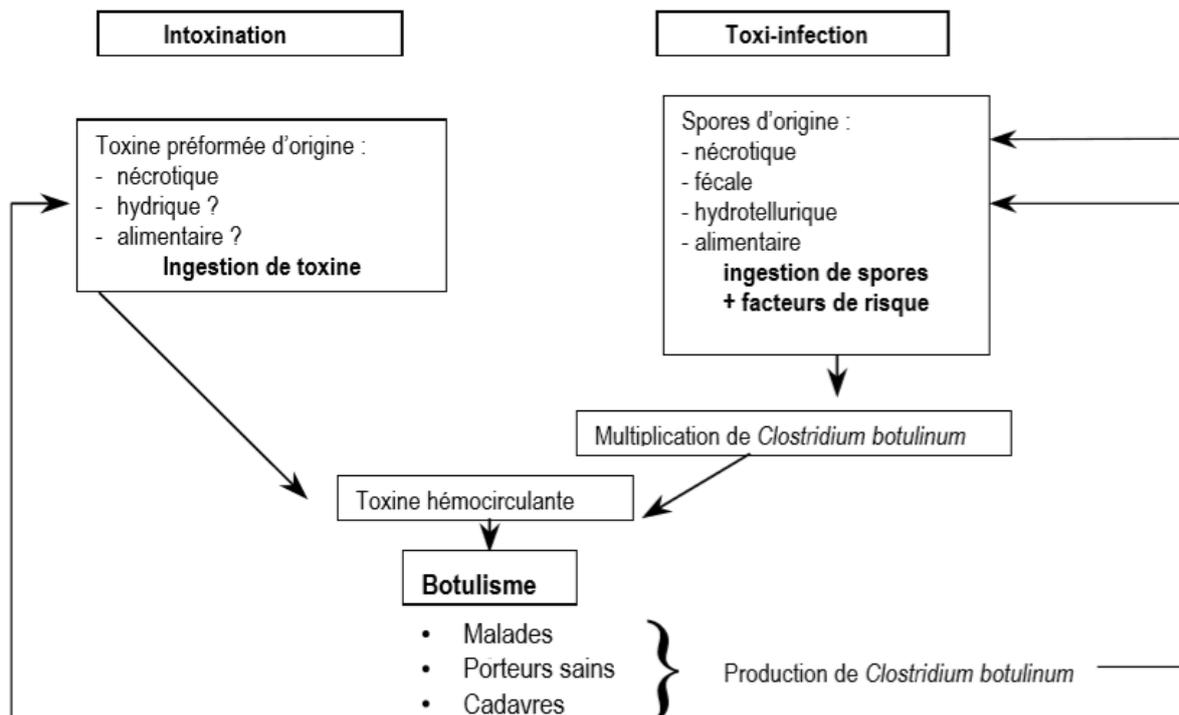 Intoxination
Toxi-infection
Toxine préformée d'origine :
- nécrotique
- hydrique ?
- alimentaire ?
Ingestion de toxine
Spores d'origine :
- nécrotique
- fécale
- hydrotellurique
- alimentaire
ingestion de spores
+ facteurs de risque
Multiplication de Clostridium botulinum
Toxine hémocirculante
Botulisme
• Malades
• Porteurs sains
• Cadavres
Production de Clostridium botulinum